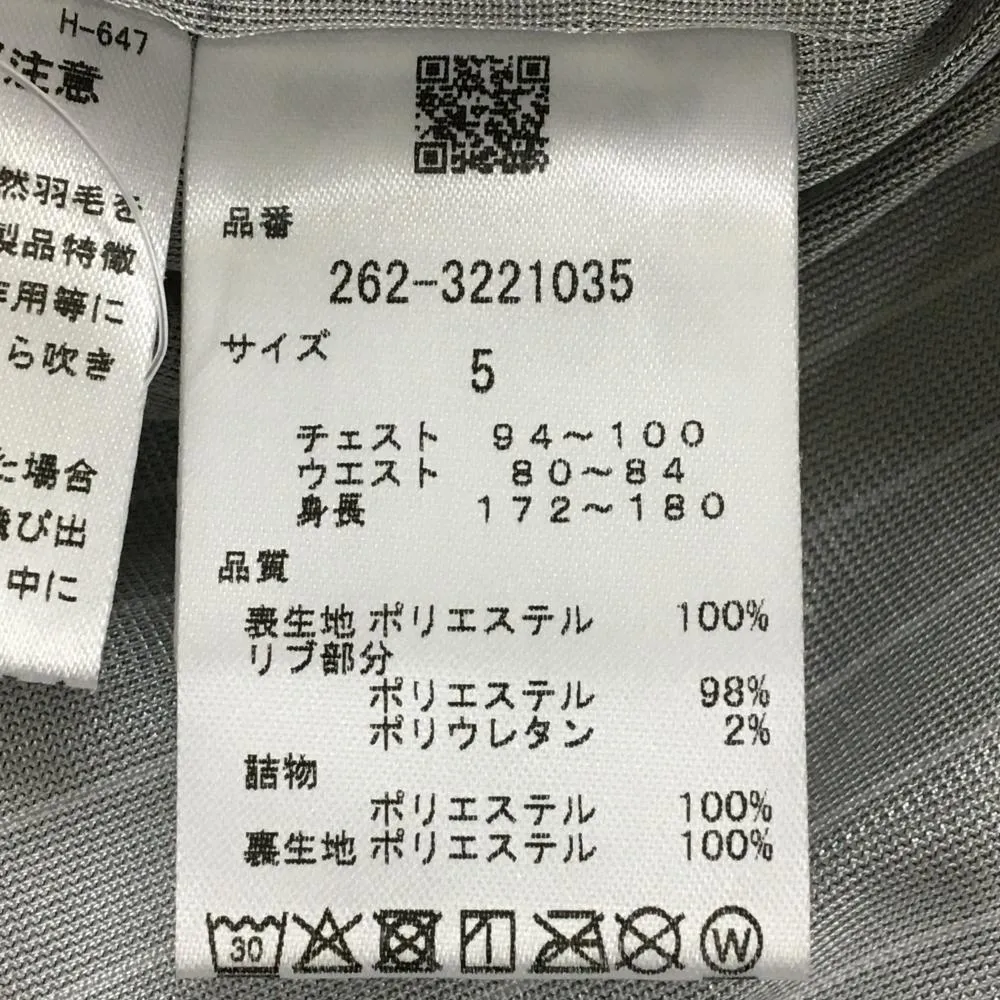 H-647
注意
然羽毛を
製品特徴
作用等に
ら吹き
た場合
飛び出
中に
品番
262-3221035
サイズ
5
チェスト 94～100
ウエスト 80～84
身長 172～180
品質
表生地 ポリエステル 100%
リブ部分
ポリエステル 98%
ポリウレタン 2%
詰物
ポリエステル 100%
裏生地 ポリエステル 100%
30
W